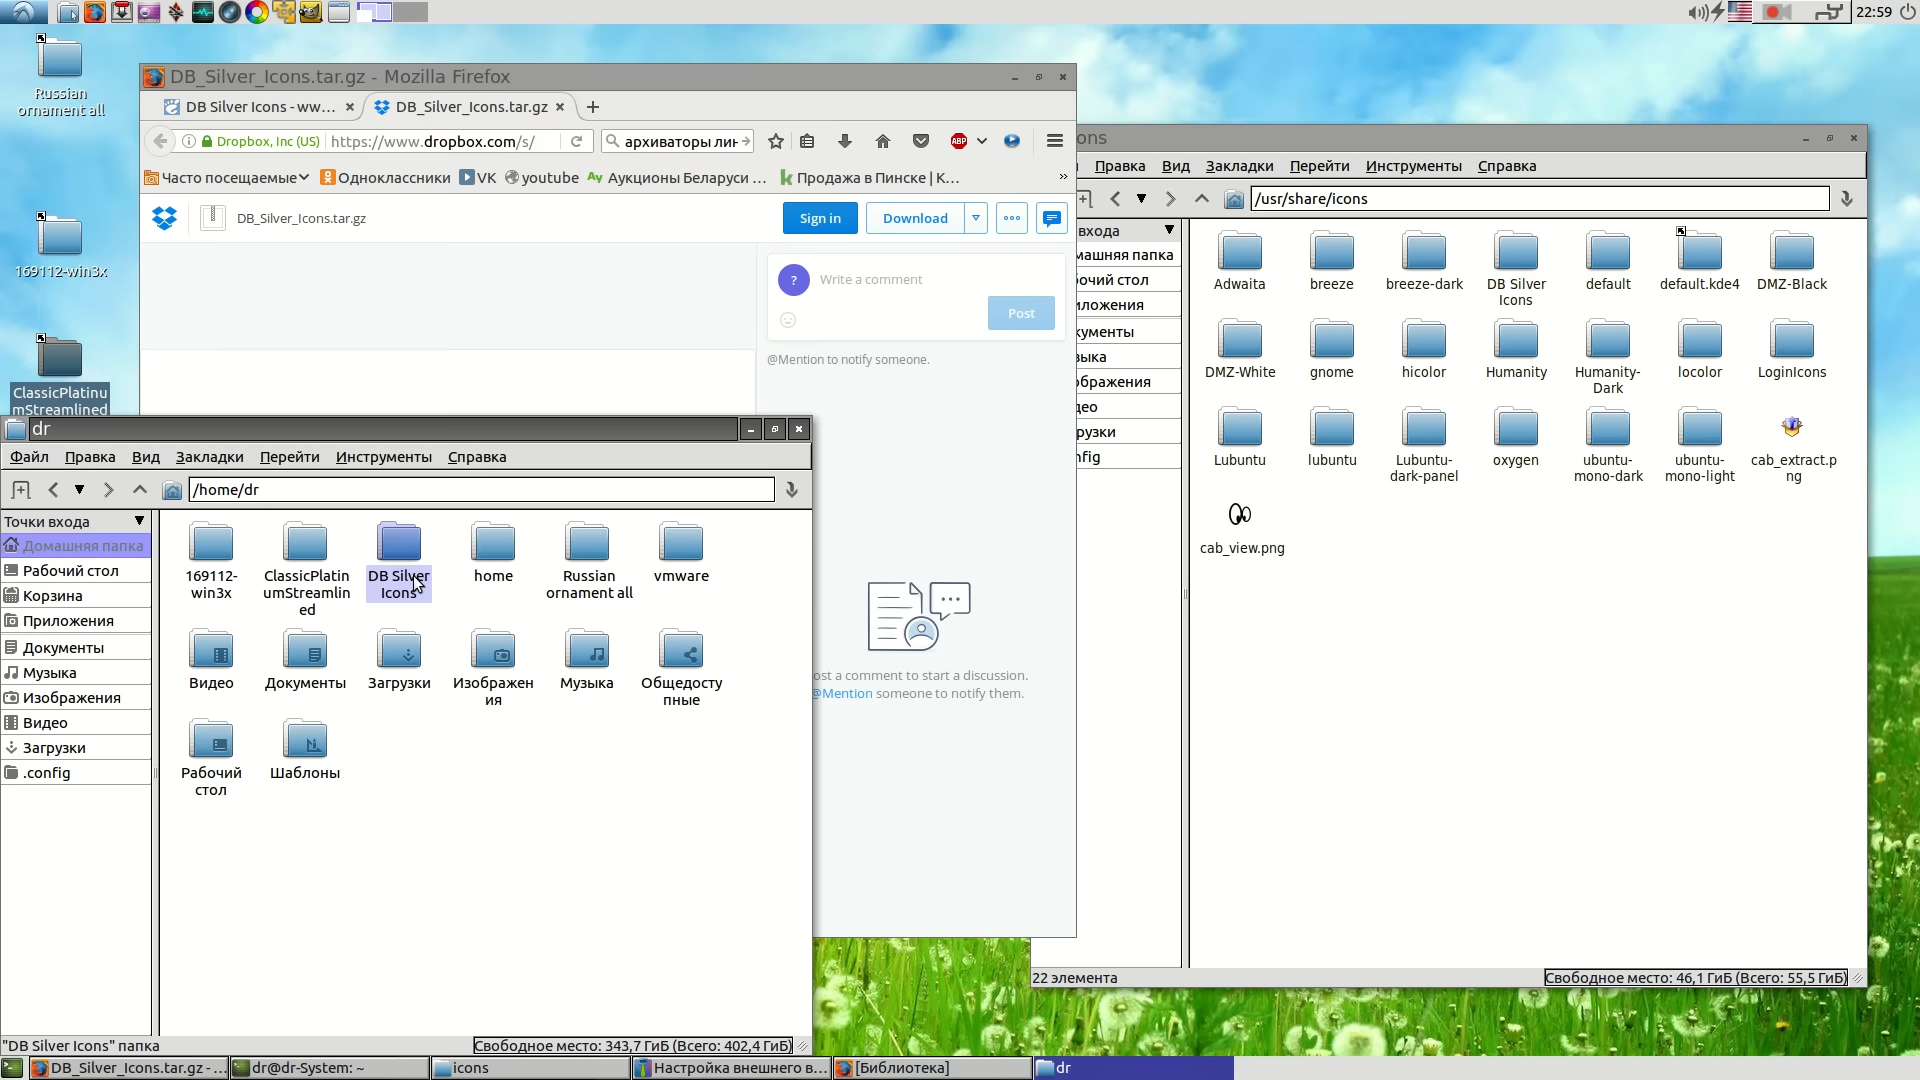 22:59
Russian
ornament all
169112-win3x
ClassicPlatinu
mStreamlined
DB_Silver_Icons.tar.gz - Mozilla Firefox
DB Silver Icons - ww...
DB_Silver_Icons.tar.gz
Dropbox, Inc (US)
https://www.dropbox.com/s/
архиваторы лин
ABP
Часто посещаемые
Одноклассники
VK
youtube
Аукционы Беларуси ...
Продажа в Пинске | К...
DB_Silver_Icons.tar.gz
Sign in
Download
?
Write a comment
Post
@Mention to notify someone.
ost a comment to start a discussion.
@Mention someone to notify them.
ons
Правка
Вид
Закладки
Перейти
Инструменты
Справка
/usr/share/icons
входа
машняя папка
бочий стол
иложения
кументы
зыка
ображения
део
рузки
nfig
Adwaita
breeze
breeze-dark
DB Silver
Icons
default
default.kde4
DMZ-Black
DMZ-White
gnome
hicolor
Humanity
Humanity-
Dark
locolor
LoginIcons
Lubuntu
lubuntu
Lubuntu-
dark-panel
oxygen
ubuntu-
mono-dark
ubuntu-
mono-light
cab_extract.p
ng
cab_view.png
22 элемента
Свободное место: 46,1 ГиБ (Всего: 55,5 ГиБ)
dr
Файл
Правка
Вид
Закладки
Перейти
Инструменты
Справка
/home/dr
Точки входа
Домашняя папка
Рабочий стол
Корзина
Приложения
Документы
Музыка
Изображения
Видео
Загрузки
.config
169112-
win3x
ClassicPlatin
umStreamlin
ed
DB Silver
Icons
home
Russian
ornament all
vmware
Видео
Документы
Загрузки
Изображен
ия
Музыка
Общедосту
пные
Рабочий
стол
Шаблоны
"DB Silver Icons" папка
Свободное место: 343,7 ГиБ (Всего: 402,4 ГиБ)
DB_Silver_Icons.tar.gz - ...
dr@dr-System: ~
icons
Настройка внешнего в...
[Библиотека]
dr